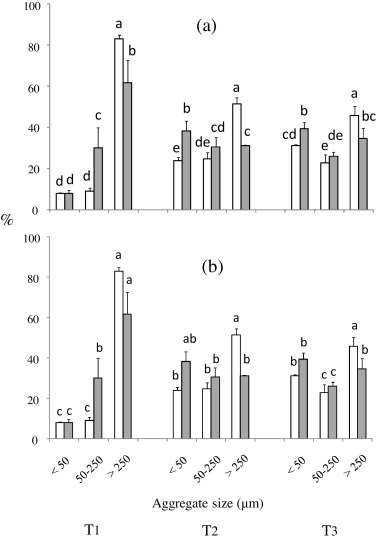 100
(a)
a
b
80
60
a
a
b
b
c
40
cd
bc
cd
de
c
e
de
e
20
d d d
0
%
100
(b)
a
a
80
60
a
a
ab
c
b
40
b
b
b
b b
b
c c
20
c c c
0
< 50 50-250 > 250 < 50 50-250 > 250 < 50 50-250 > 250
Aggregate size (µm)
T1 T2 T3